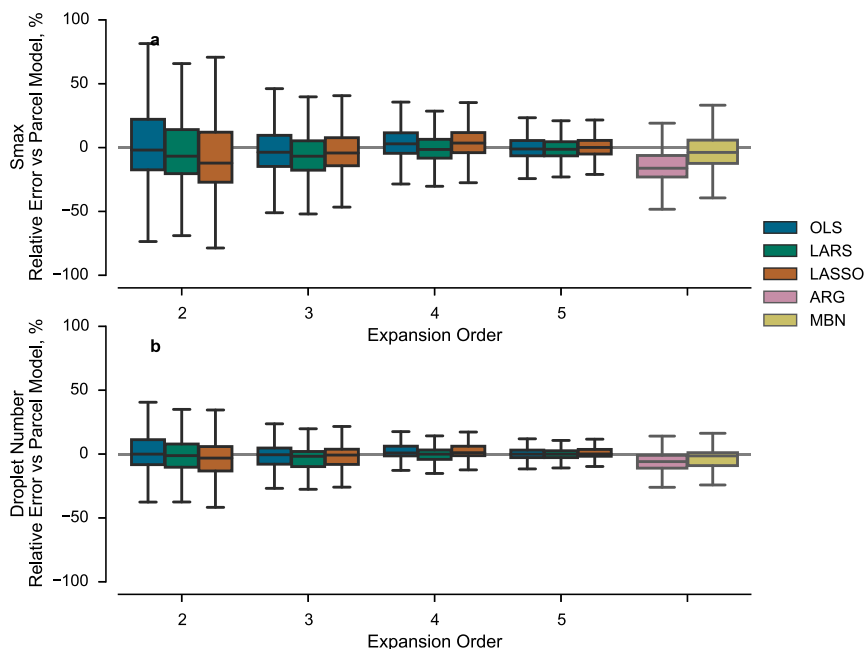 a
Smax
Relative Error vs Parcel Model, %
100
50
0
−50
−100
2
3
4
5
Expansion Order
OLS
LARS
LASSO
ARG
MBN
b
Droplet Number
Relative Error vs Parcel Model, %
100
50
0
−50
−100
2
3
4
5
Expansion Order